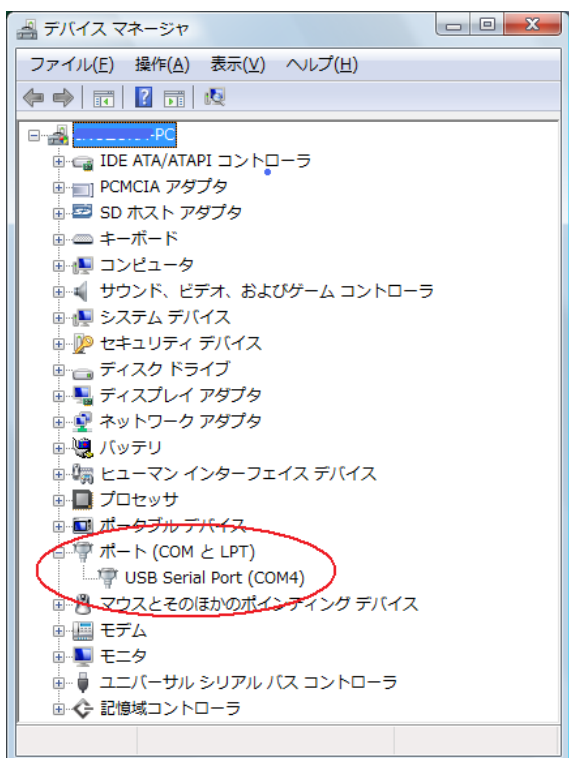 デバイス マネージャ
ファイル(F) 操作(A) 表示(V) ヘルプ(H)
-PC
IDE ATA/ATAPI コントローラ
PCMCIA アダプタ
SD ホスト アダプタ
キーボード
コンピュータ
サウンド、ビデオ、およびゲーム コントローラ
システム デバイス
セキュリティ デバイス
ディスク ドライブ
ディスプレイ アダプタ
ネットワーク アダプタ
バッテリ
ヒューマン インターフェイス デバイス
プロセッサ
ポータブル デバイス
ポート (COM と LPT)
USB Serial Port (COM4)
マウスとそのほかのポインティング デバイス
モデム
モニタ
ユニバーサル シリアル バス コントローラ
記憶域コントローラ